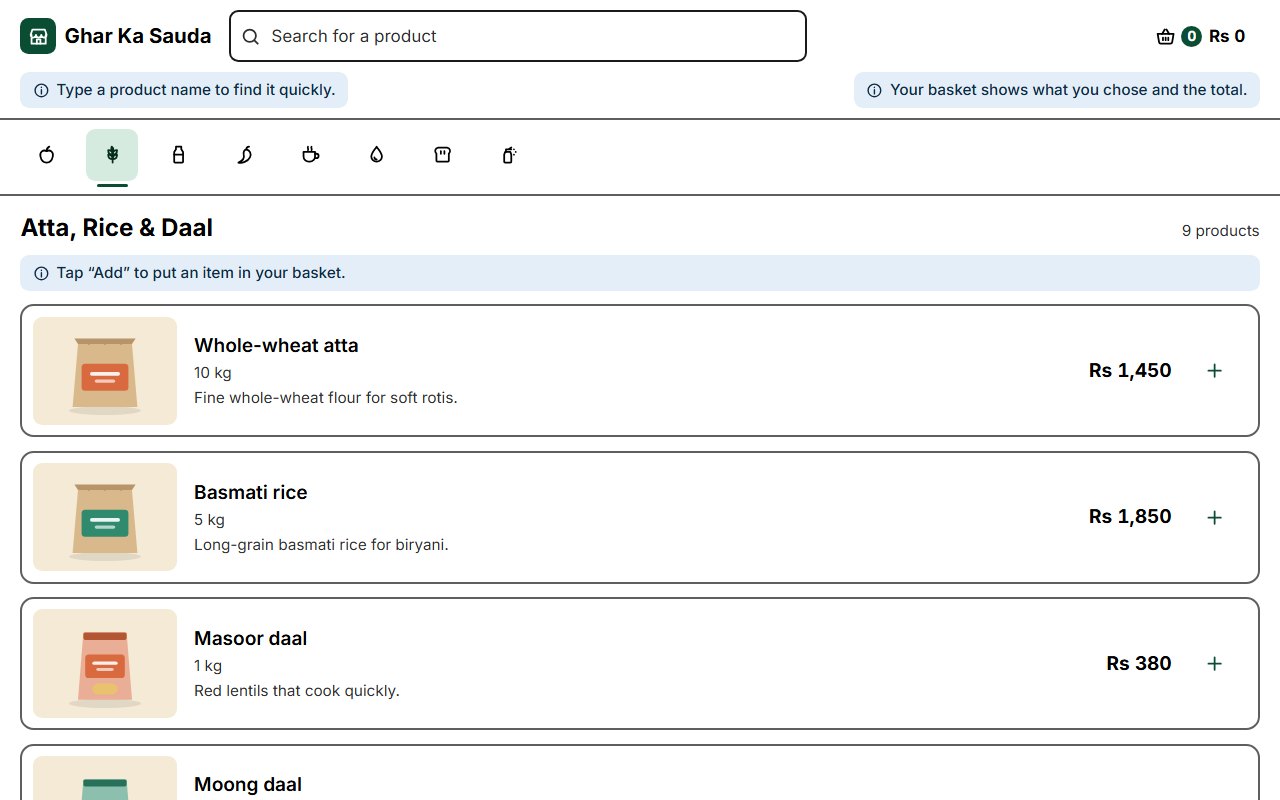 Ghar Ka Sauda
Search for a product
0 Rs 0
Type a product name to find it quickly.
Your basket shows what you chose and the total.
Atta, Rice & Daal
9 products
Tap “Add” to put an item in your basket.
Whole-wheat atta
10 kg
Fine whole-wheat flour for soft rotis.
Rs 1,450
Basmati rice
5 kg
Long-grain basmati rice for biryani.
Rs 1,850
Masoor daal
1 kg
Red lentils that cook quickly.
Rs 380
Moong daal